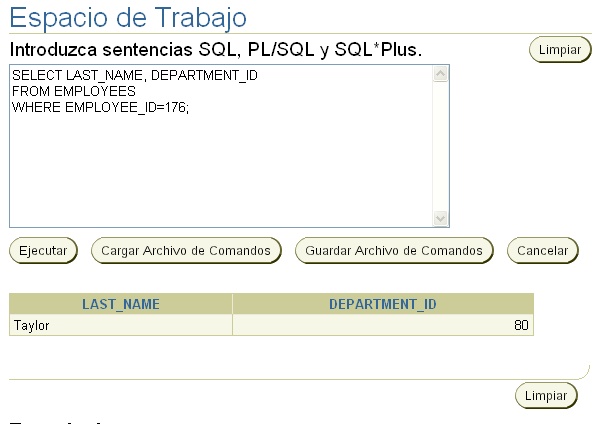 Espacio de Trabajo
Introduzca sentencias SQL, PL/SQL y SQL*Plus.
Limpiar
SELECT LAST_NAME, DEPARTMENT_ID
FROM EMPLOYEES
WHERE EMPLOYEE_ID=176;
Ejecutar Cargar Archivo de Comandos Guardar Archivo de Comandos Cancelar
LAST_NAME DEPARTMENT_ID
Taylor 80
Limpiar